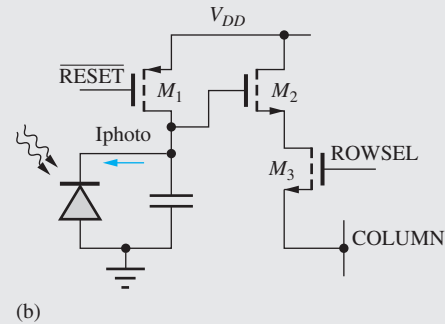 V_DD
RESET
M_1
M_2
Iphoto
ROWSEL
M_3
COLUMN
(b)